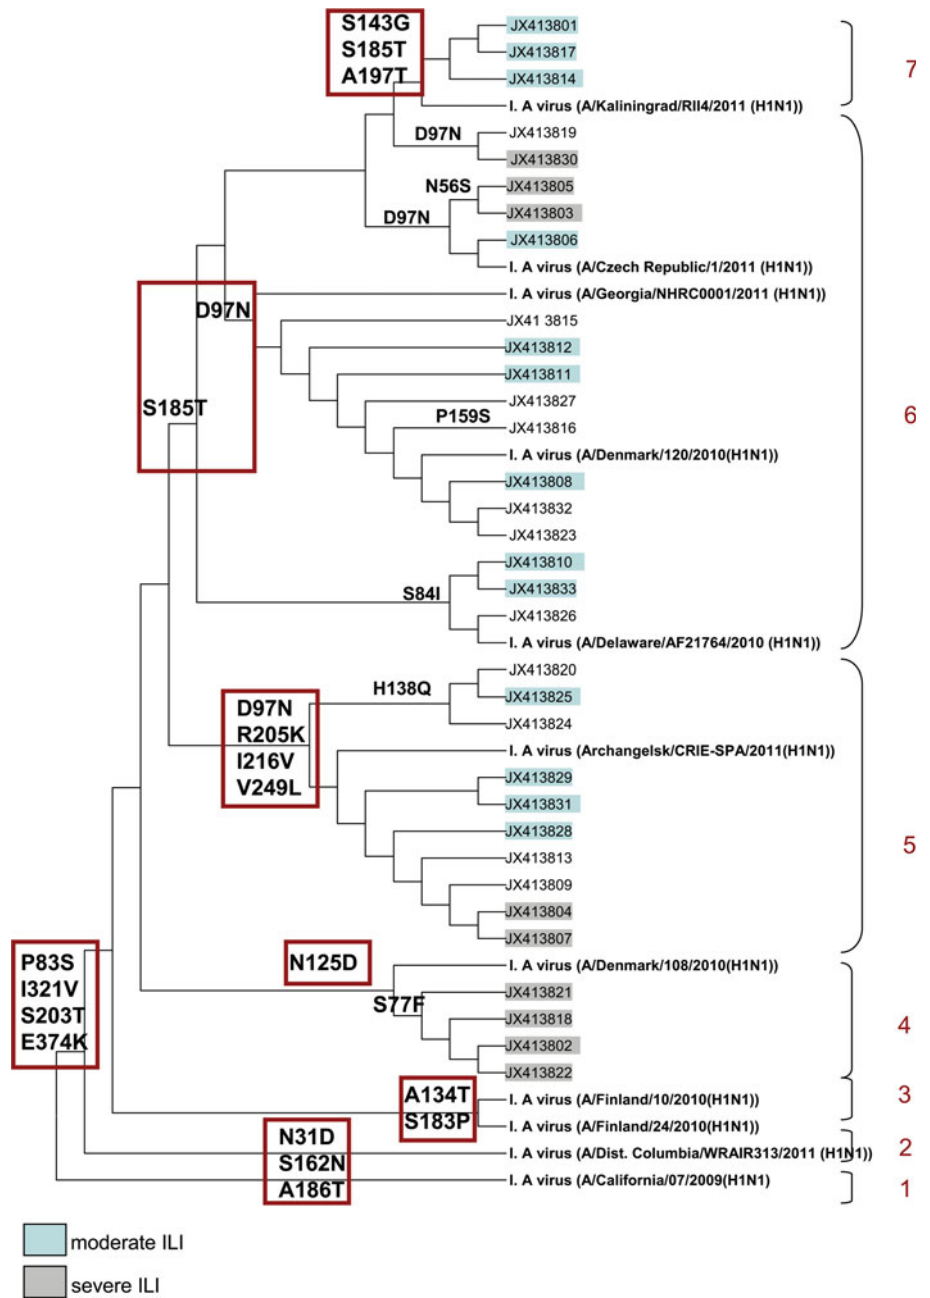 S143G
S185T
A197T
JX413801
JX413817
JX413814
I. A virus (A/Kaliningrad/RII4/2011 (H1N1))
7
D97N
JX413819
JX413830
N56S
JX413805
D97N
JX413803
JX413806
I. A virus (A/Czech Republic/1/2011 (H1N1))
D97N
I. A virus (A/Georgia/NHRC0001/2011 (H1N1))
JX41 3815
JX413812
JX413811
S185T
JX413827
6
P159S
JX413816
I. A virus (A/Denmark/120/2010(H1N1))
JX413808
JX413832
JX413823
JX413810
S84I
JX413833
JX413826
I. A virus (A/Delaware/AF21764/2010 (H1N1))
JX413820
H138Q
JX413825
D97N
R205K
I216V
V249L
JX413824
I. A virus (Archangelsk/CRIE-SPA/2011(H1N1))
JX413829
JX413831
JX413828
5
JX413813
JX413809
JX413804
JX413807
P83S
I321V
S203T
E374K
N125D
I. A virus (A/Denmark/108/2010(H1N1))
S77F
JX413821
JX413818
4
JX413802
JX413822
A134T
S183P
I. A virus (A/Finland/10/2010(H1N1))
3
I. A virus (A/Finland/24/2010(H1N1))
N31D
S162N
A186T
I. A virus (A/Dist. Columbia/WRAIR313/2011 (H1N1))
2
I. A virus (A/California/07/2009(H1N1)
1
moderate ILI
severe ILI